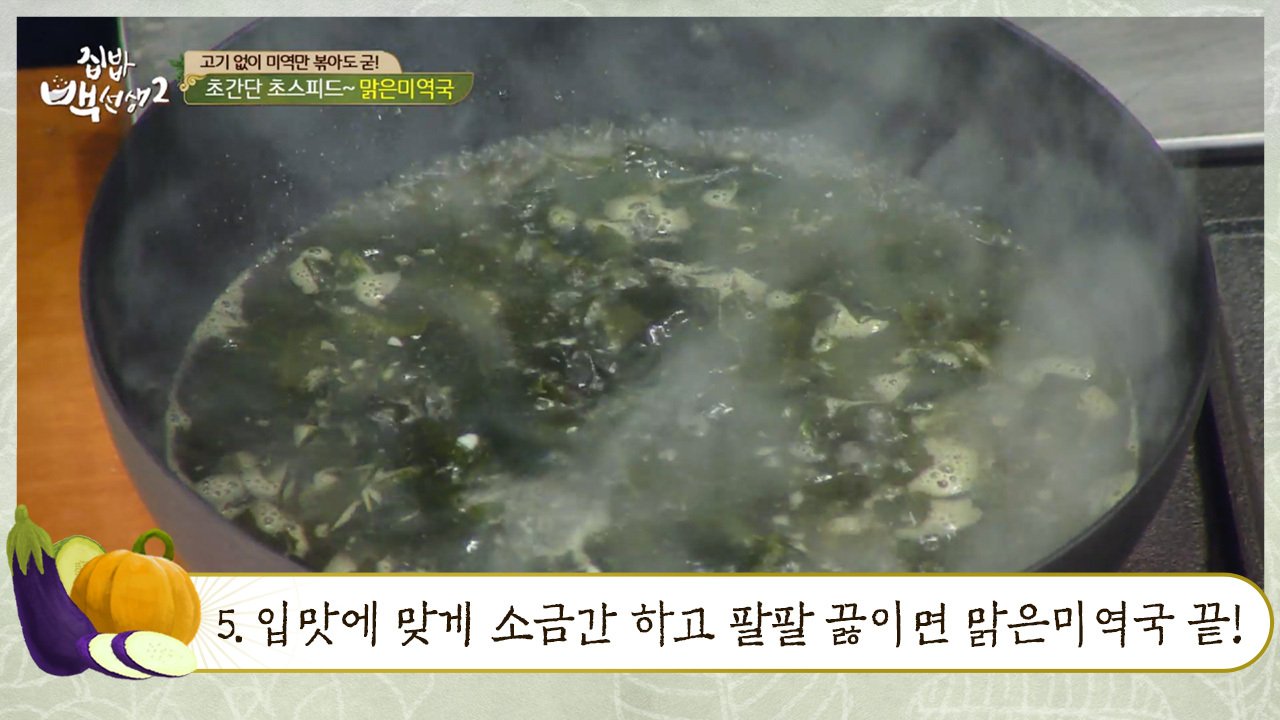 집밥
백선생2
고기 없이 미역만 볶아도 굳!
초간단 초스피드~ 맑은미역국
5. 입맛에 맞게 소금간 하고 팔팔 끓이면 맑은미역국 끝!